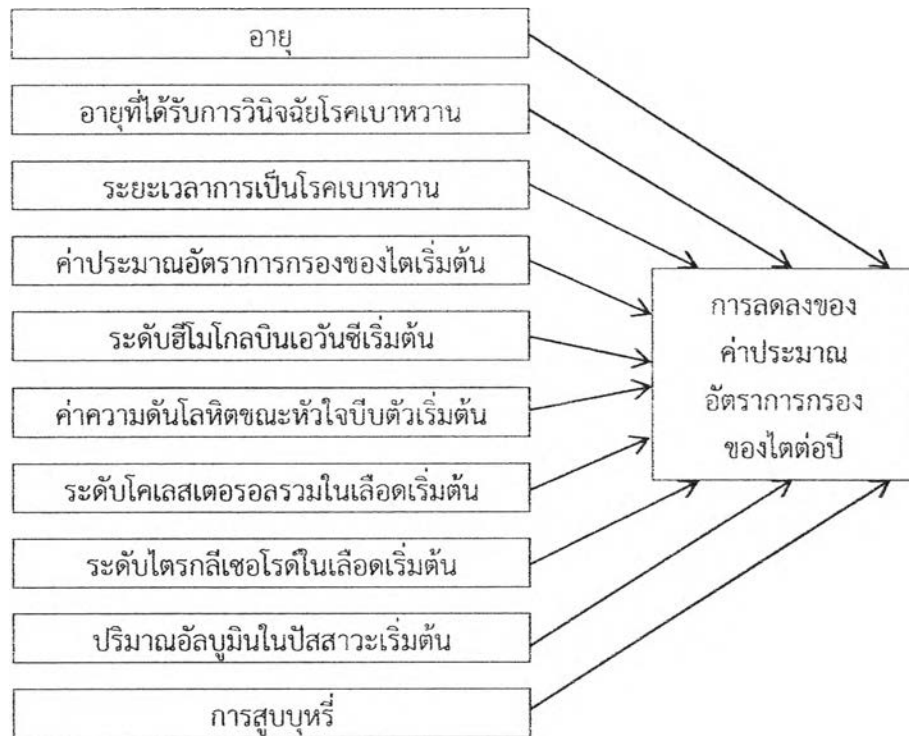 อายุ
อายุที่ได้รับการวินิจฉัยโรคเบาหวาน
ระยะเวลาการเป็นโรคเบาหวาน
ค่าประมาณอัตราการกรองของไตเริ่มต้น
ระดับฮีโมโกลบินเอวันซีเริ่มต้น
ค่าความดันโลหิตขณะหัวใจบีบตัวเริ่มต้น
ระดับโคเลสเตอรอลรวมในเลือดเริ่มต้น
ระดับไตรกลีเซอไรด์ในเลือดเริ่มต้น
ปริมาณอัลบูมินในปัสสาวะเริ่มต้น
การสูบบุหรี่
การลดลงของ
ค่าประมาณ
อัตราการกรอง
ของไตต่อปี